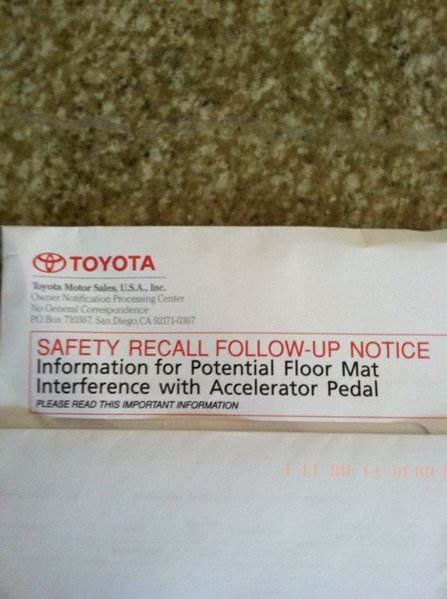 TOYOTA
Toyota Motor Sales, U.S.A., Inc.
Owner Notification Processing Center
No General Correspondence
PO Box 710367, San Diego, CA 92171-0367
SAFETY RECALL FOLLOW-UP NOTICE
Information for Potential Floor Mat
Interference with Accelerator Pedal
PLEASE READ THIS IMPORTANT INFORMATION